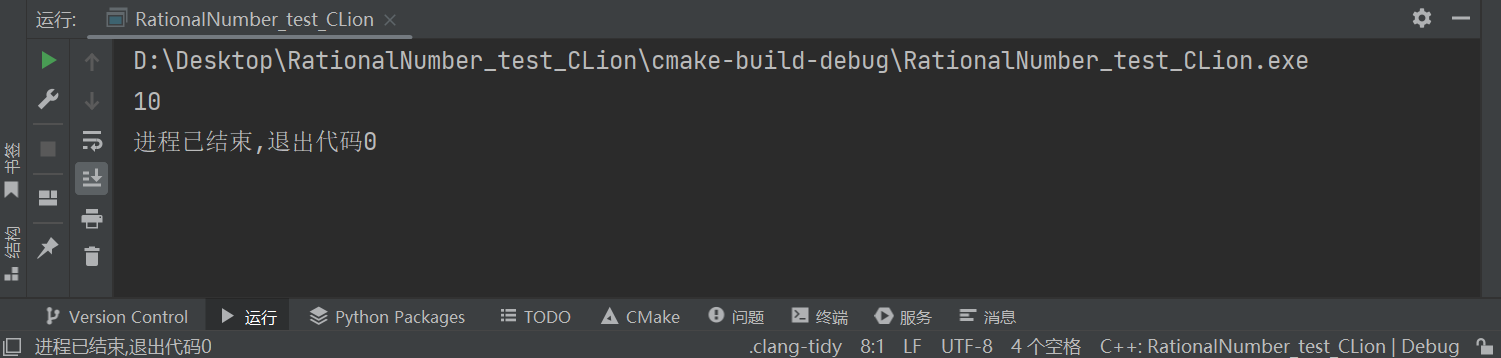 运行: RationalNumber_test_CLion
D:\Desktop\RationalNumber_test_CLion\cmake-build-debug\RationalNumber_test_CLion.exe
10
进程已结束,退出代码0
书签
结构
Version Control 运行 Python Packages TODO CMake 问题 终端 服务 消息
进程已结束,退出代码0 .clang-tidy 8:1 LF UTF-8 4 个空格 C++: RationalNumber_test_CLion | Debug